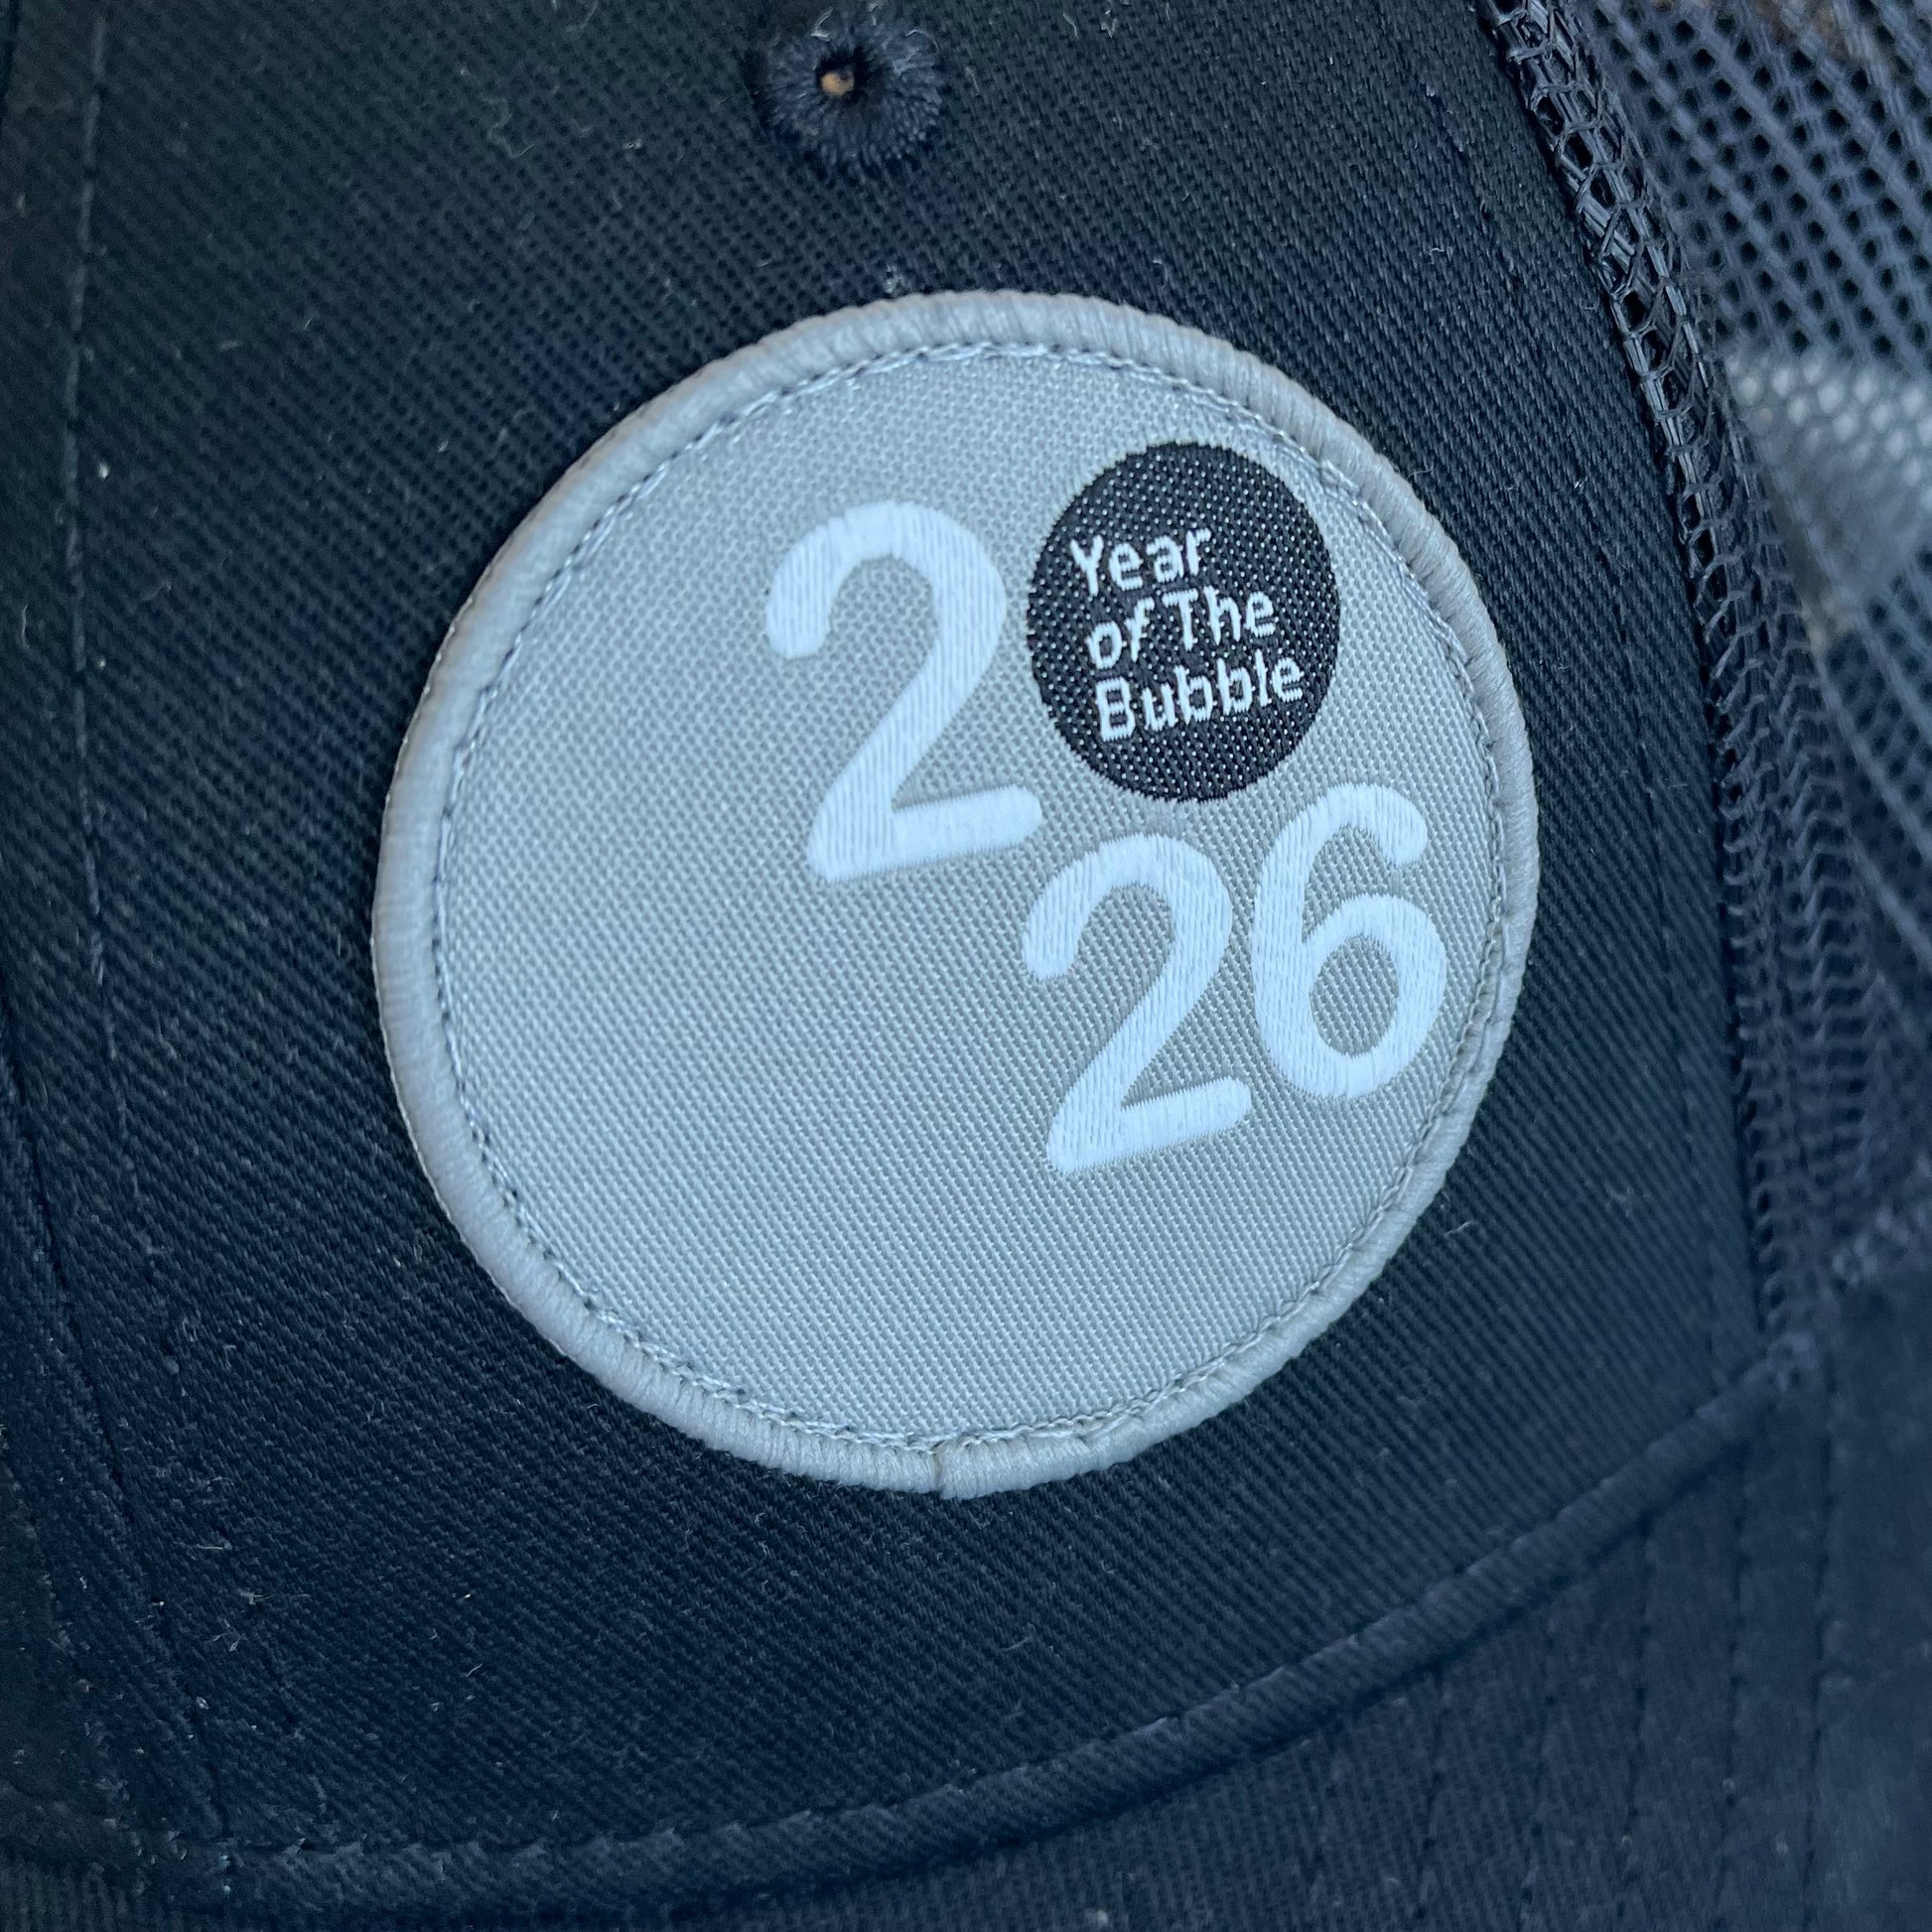 2
Year
of The
Bubble
26